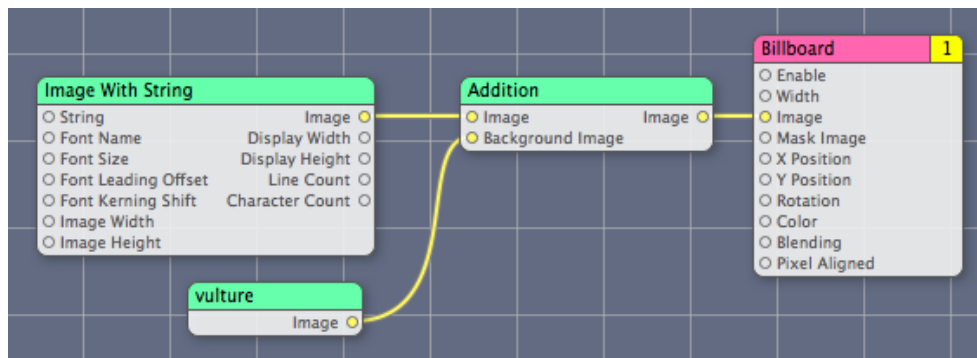 Image With String
String
Image
Font Name
Display Width
Font Size
Display Height
Font Leading Offset
Line Count
Font Kerning Shift
Character Count
Image Width
Image Height
vulture
Image
Addition
Image
Image
Background Image
Billboard
1
Enable
Width
Image
Mask Image
X Position
Y Position
Rotation
Color
Blending
Pixel Aligned